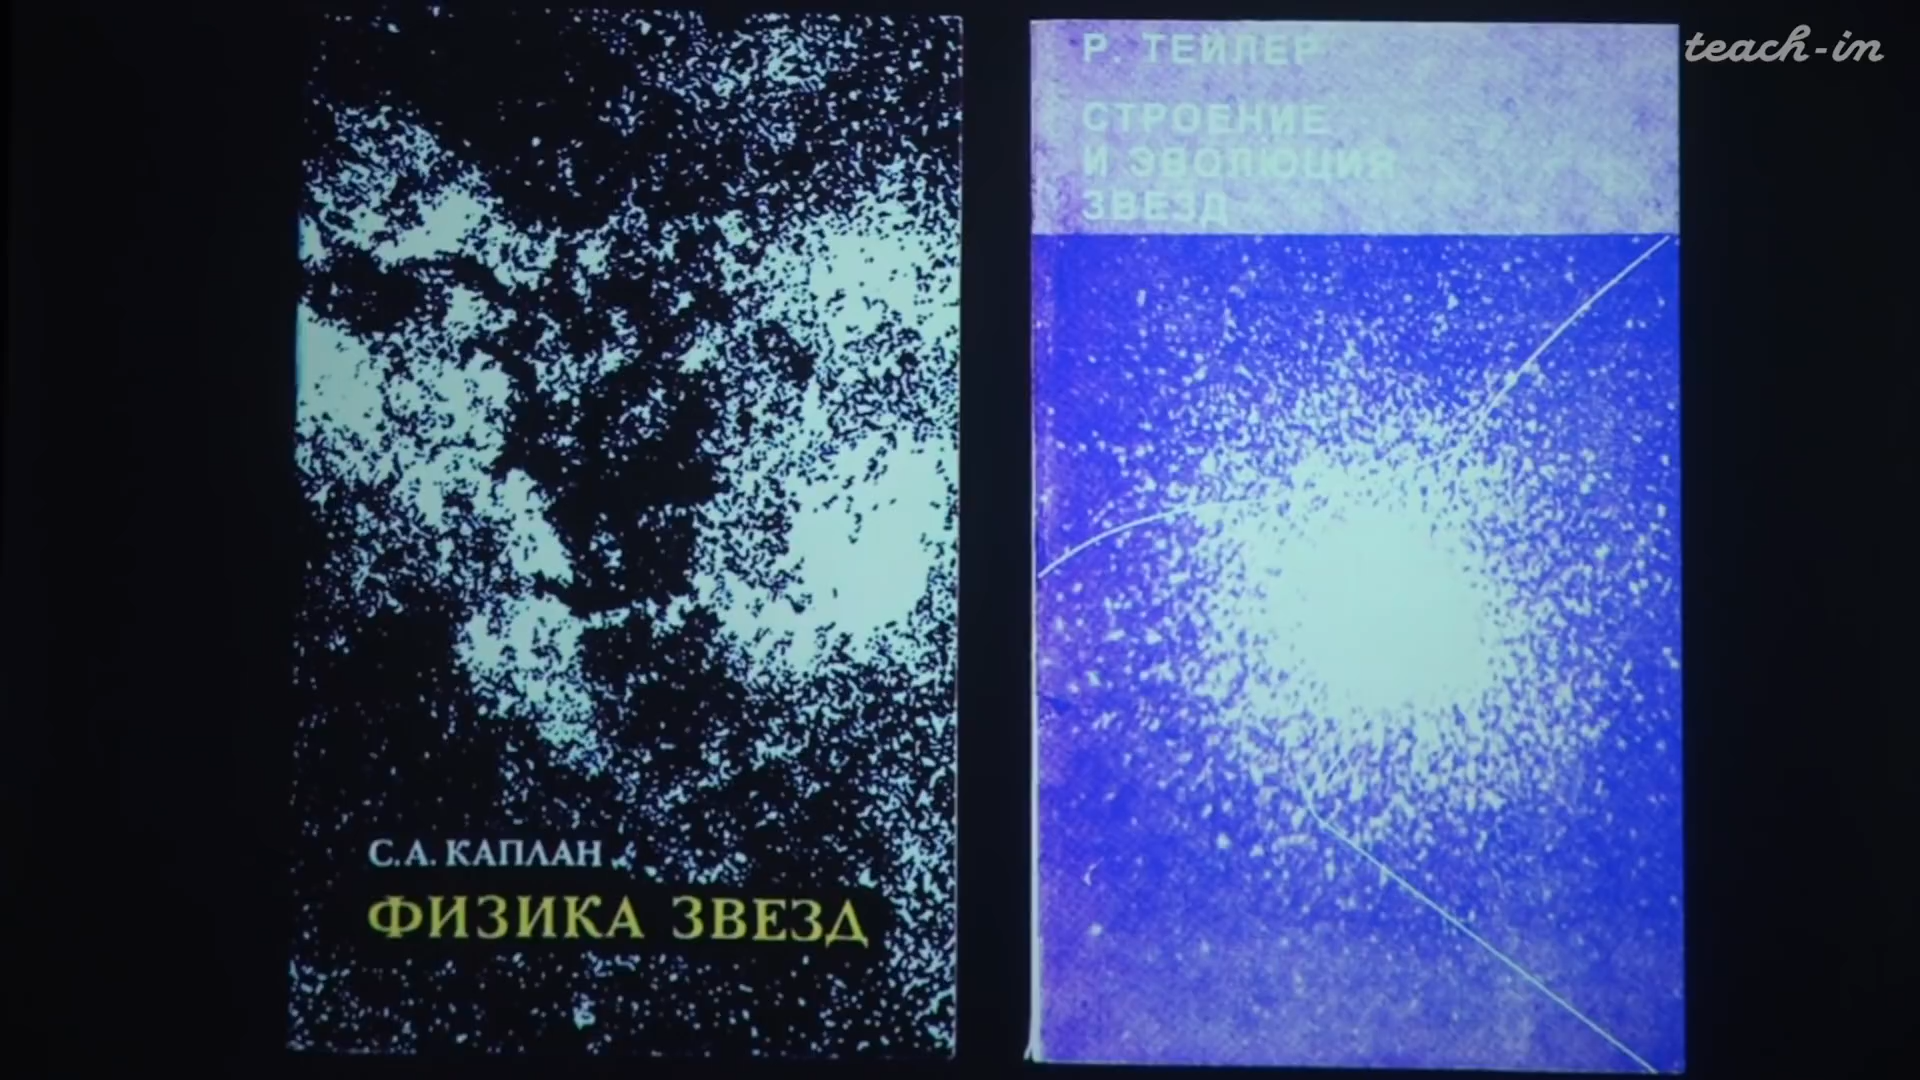 С.А. КАПЛАН
ФИЗИКА ЗВЕЗД
Р. ТЕЙЛЕР
СТРОЕНИЕ
И ЭВОЛЮЦИЯ
ЗВЕЗД
teach-in